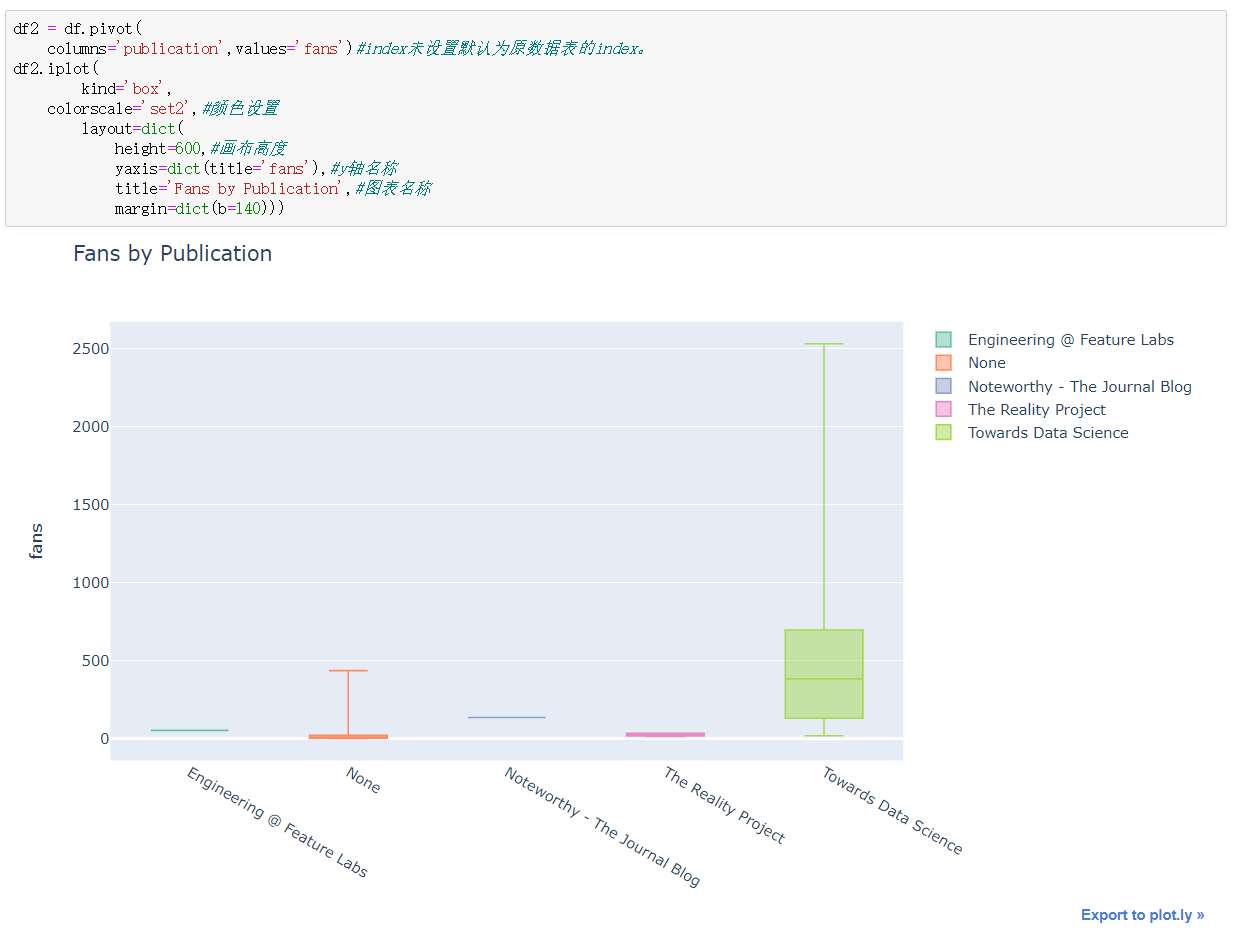 df2 = df.pivot(
    columns='publication',values='fans')#index未设置默认为原数据表的index。
df2.iplot(
        kind='box',
    colorscale='set2',#颜色设置
        layout=dict(
            height=600,#画布高度
            yaxis=dict(title='fans'),#y轴名称
            title='Fans by Publication',#图表名称
            margin=dict(b=140)))
Fans by Publication
2500
2000
1500
1000
500
0
fans
Engineering @ Feature Labs
None
Noteworthy - The Journal Blog
The Reality Project
Towards Data Science
Engineering @ Feature Labs
None
Noteworthy - The Journal Blog
The Reality Project
Towards Data Science
Export to plot.ly »